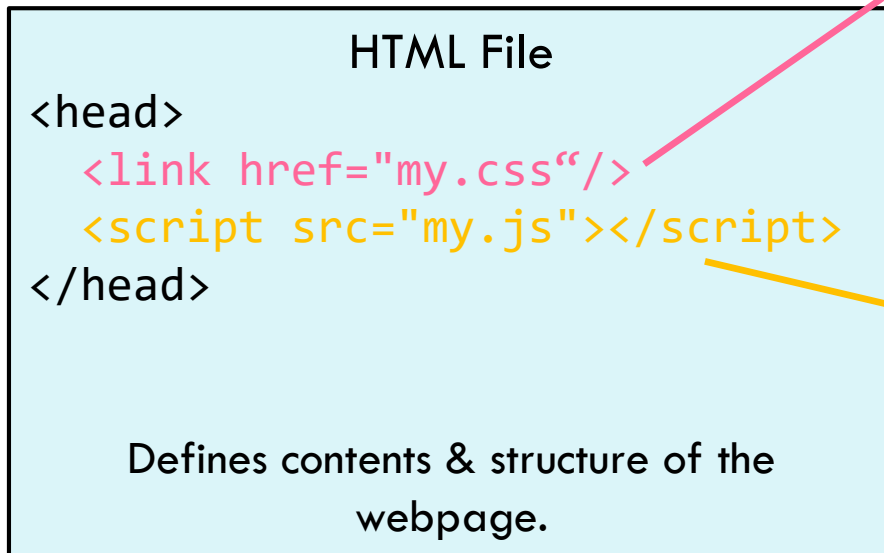 HTML File
<head>
<link href="my.css“/>
<script src="my.js"></script>
</head>
Defines contents & structure of the
webpage.